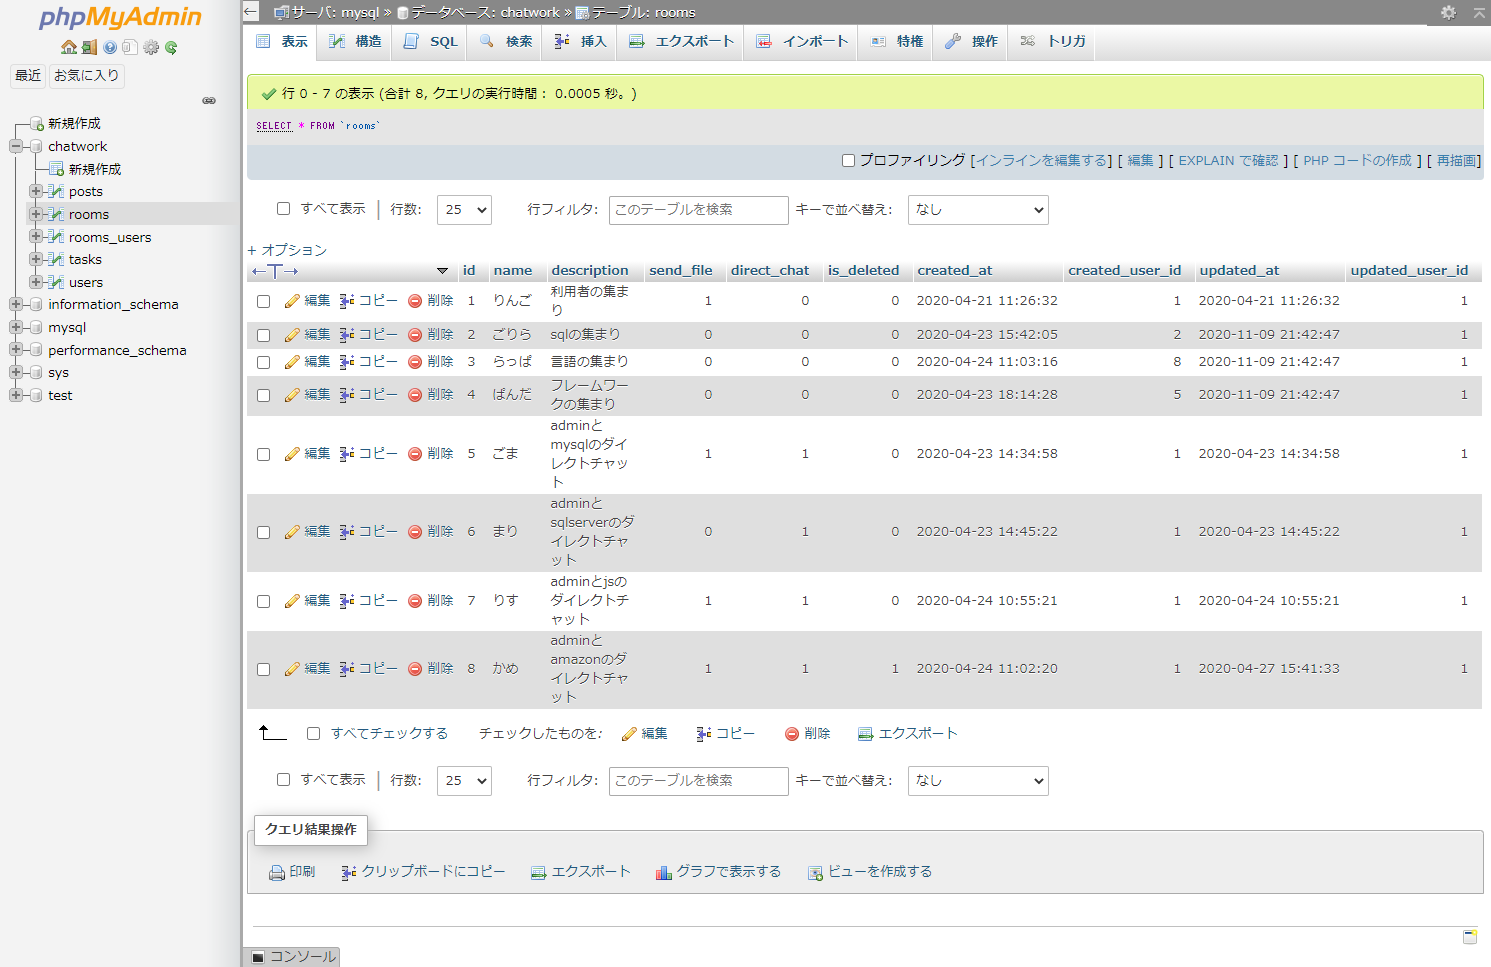 phpMyAdmin
最近 お気に入り
新規作成
chatwork
新規作成
posts
rooms
rooms_users
tasks
users
information_schema
mysql
performance_schema
sys
test
サーバ: mysql » データベース: chatwork » テーブル: rooms
表示 構造 SQL 検索 挿入 エクスポート インポート 特権 操作 トリガ
行 0 - 7 の表示 (合計 8, クエリの実行時間： 0.0005 秒。)
SELECT * FROM `rooms`
プロファイリング [インラインを編集する] [ 編集 ] [ EXPLAIN で確認 ] [ PHP コードの作成 ] [ 再描画]
すべて表示 | 行数: 25 行フィルタ: このテーブルを検索 キーで並べ替え: なし
+ オプション
←T→ id name description send_file direct_chat is_deleted created_at created_user_id updated_at updated_user_id
編集 コピー 削除 1 りんご 利用者の集まり 1 0 0 2020-04-21 11:26:32 1 2020-04-21 11:26:32 1
編集 コピー 削除 2 ごりら sqlの集まり 0 0 0 2020-04-23 15:42:05 2 2020-11-09 21:42:47 1
編集 コピー 削除 3 らっぱ 言語の集まり 0 0 0 2020-04-24 11:03:16 8 2020-11-09 21:42:47 1
編集 コピー 削除 4 ぱんだ フレームワークの集まり 0 0 0 2020-04-23 18:14:28 5 2020-11-09 21:42:47 1
編集 コピー 削除 5 ごま adminとmysqlのダイレクトチャット 1 1 0 2020-04-23 14:34:58 1 2020-04-23 14:34:58 1
編集 コピー 削除 6 まり adminとsqlserverのダイレクトチャット 0 1 0 2020-04-23 14:45:22 1 2020-04-23 14:45:22 1
編集 コピー 削除 7 りす adminとjsのダイレクトチャット 1 1 0 2020-04-24 10:55:21 1 2020-04-24 10:55:21 1
編集 コピー 削除 8 かめ adminとamazonのダイレクトチャット 1 1 1 2020-04-24 11:02:20 1 2020-04-27 15:41:33 1
すべてチェックする チェックしたものを: 編集 コピー 削除 エクスポート
すべて表示 | 行数: 25 行フィルタ: このテーブルを検索 キーで並べ替え: なし
クエリ結果操作
印刷 クリップボードにコピー エクスポート グラフで表示する ビューを作成する
コンソール